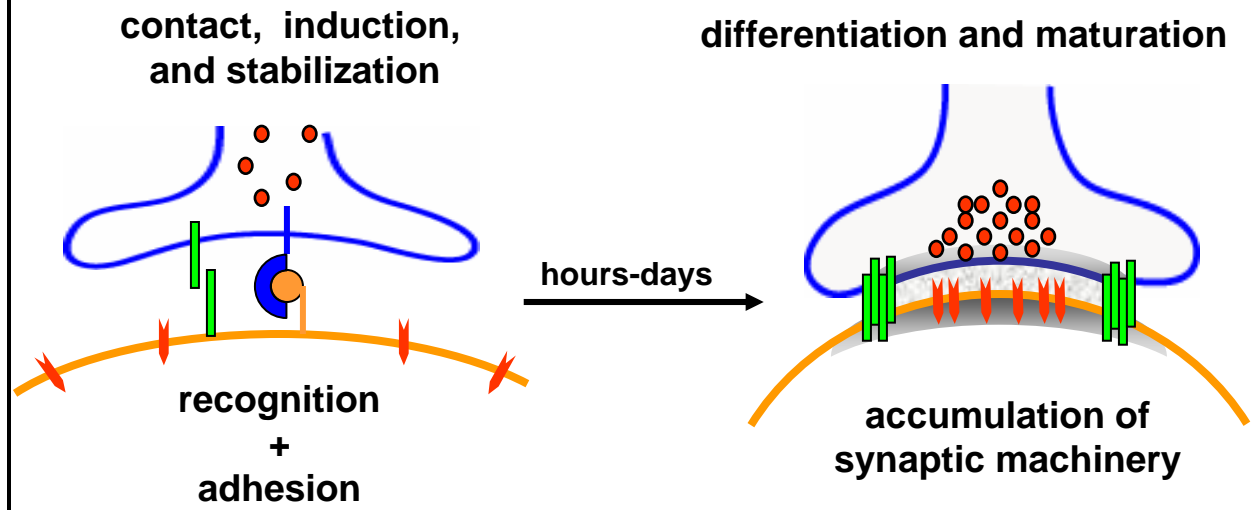 contact, induction,
and stabilization
differentiation and maturation
hours-days
recognition
+
adhesion
accumulation of
synaptic machinery